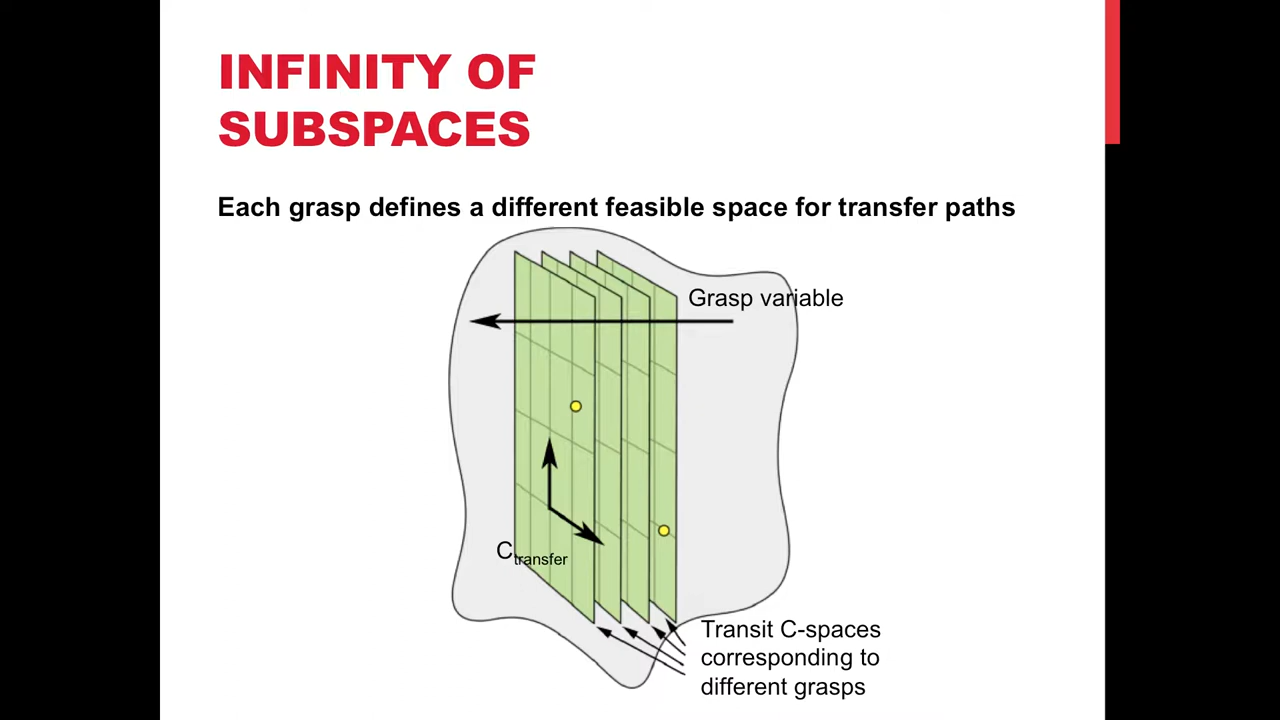 INFINITY OF
SUBSPACES
Each grasp defines a different feasible space for transfer paths
Grasp variable
Ctransfer
Transit C-spaces
corresponding to
different grasps